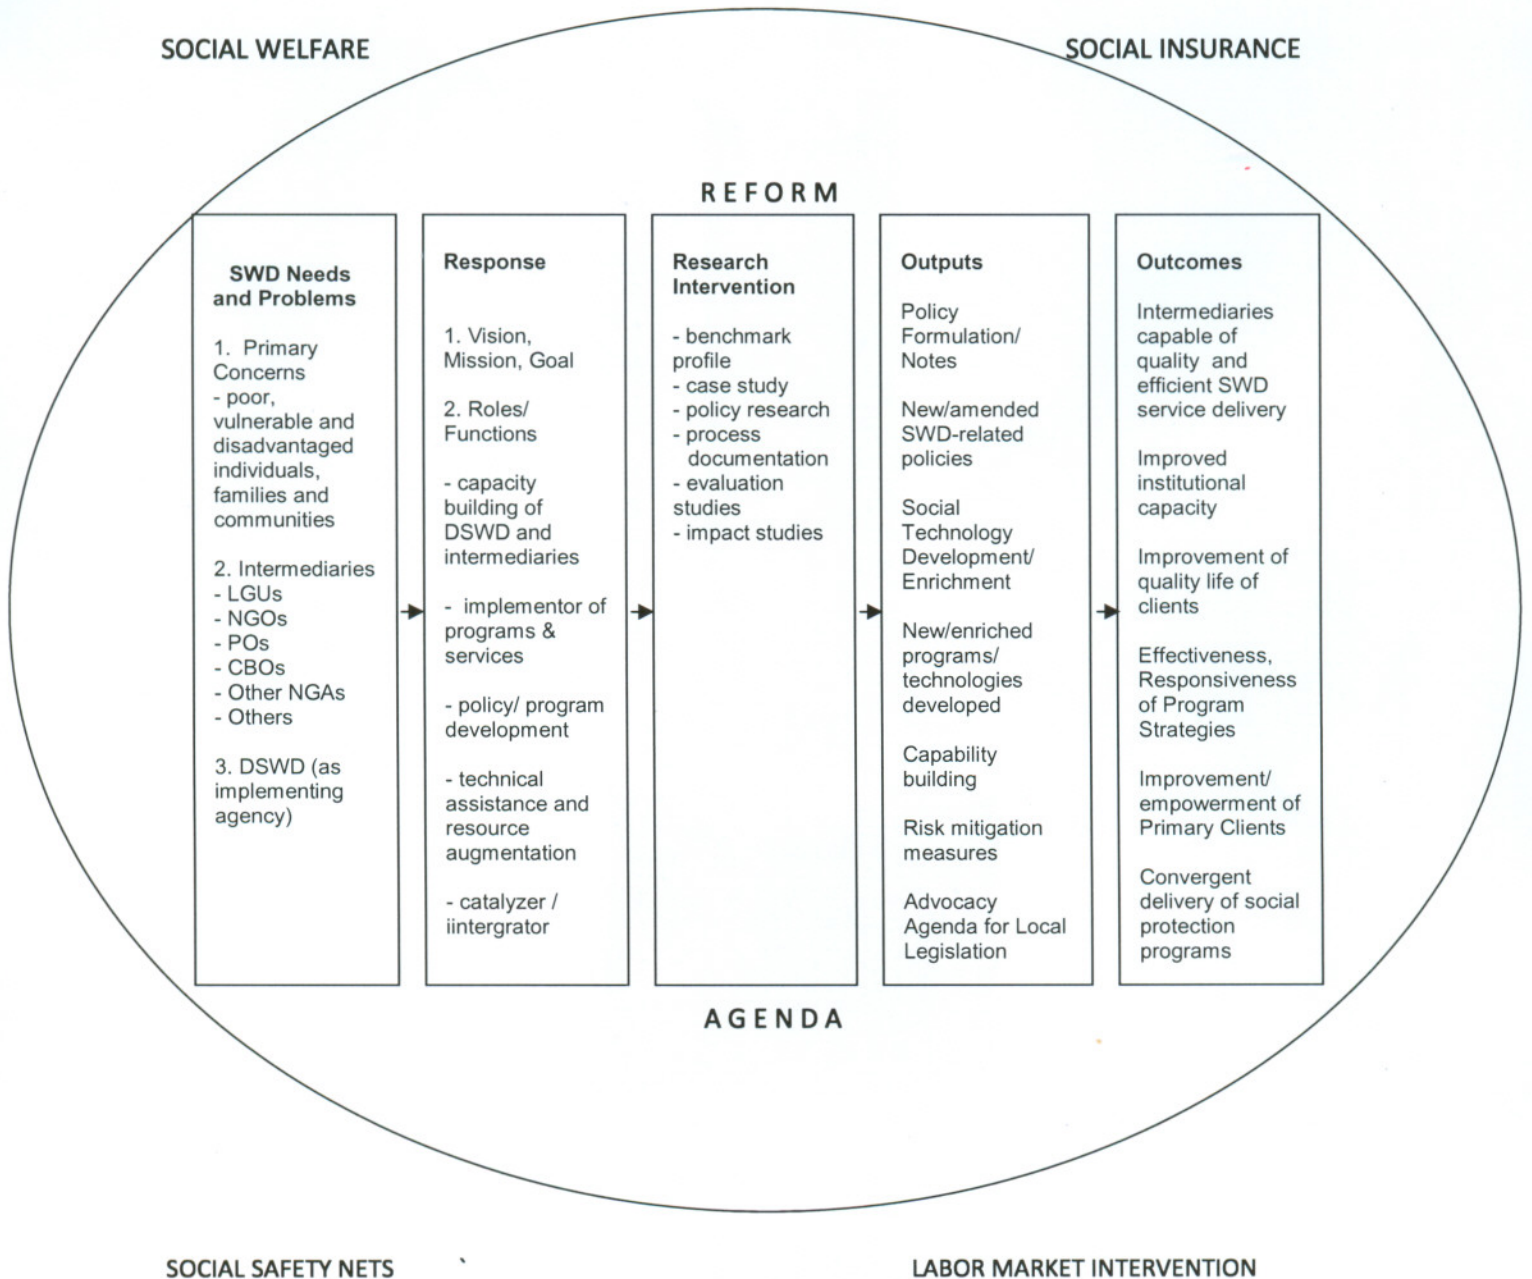 SOCIAL WELFARE
SOCIAL INSURANCE
REFORM
SWD Needs
and Problems
1. Primary
Concerns
- poor,
vulnerable and
disadvantaged
individuals,
families and
communities
2. Intermediaries
- LGUs
- NGOs
- POs
- CBOs
- Other NGAs
- Others
3. DSWD (as
implementing
agency)
Response
1. Vision,
Mission, Goal
2. Roles/
Functions
- capacity
building of
DSWD and
intermediaries
- implementor of
programs &
services
- policy/ program
development
- technical
assistance and
resource
augmentation
- catalyzer /
iintergrator
Research
Intervention
- benchmark
profile
- case study
- policy research
- process
documentation
- evaluation
studies
- impact studies
Outputs
Policy
Formulation/
Notes
New/amended
SWD-related
policies
Social
Technology
Development/
Enrichment
New/enriched
programs/
technologies
developed
Capability
building
Risk mitigation
measures
Advocacy
Agenda for Local
Legislation
Outcomes
Intermediaries
capable of
quality and
efficient SWD
service delivery
Improved
institutional
capacity
Improvement of
quality life of
clients
Effectiveness,
Responsiveness
of Program
Strategies
Improvement/
empowerment of
Primary Clients
Convergent
delivery of social
protection
programs
AGENDA
SOCIAL SAFETY NETS
LABOR MARKET INTERVENTION